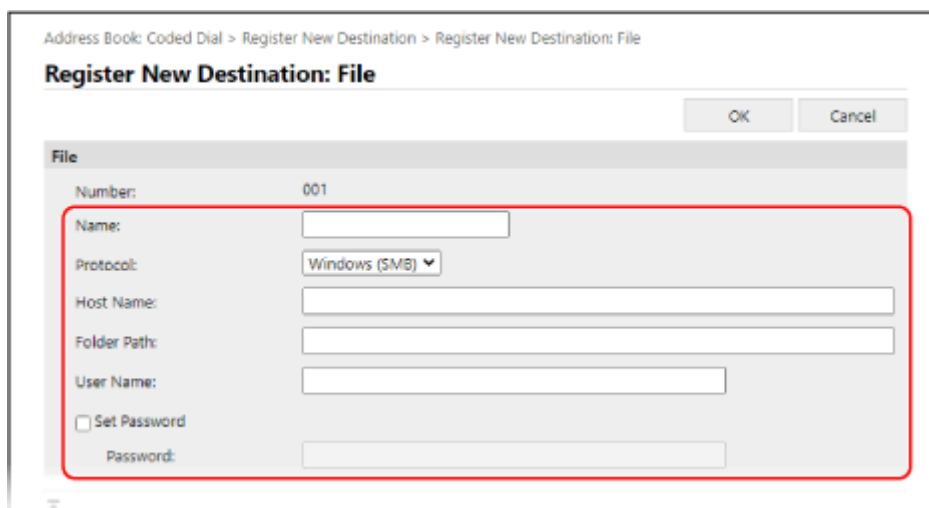 Address Book: Coded Dial > Register New Destination > Register New Destination: File
Register New Destination: File
OK Cancel
File
Number: 001
Name:
Protocol: Windows (SMB)
Host Name:
Folder Path:
User Name:
Set Password
Password: